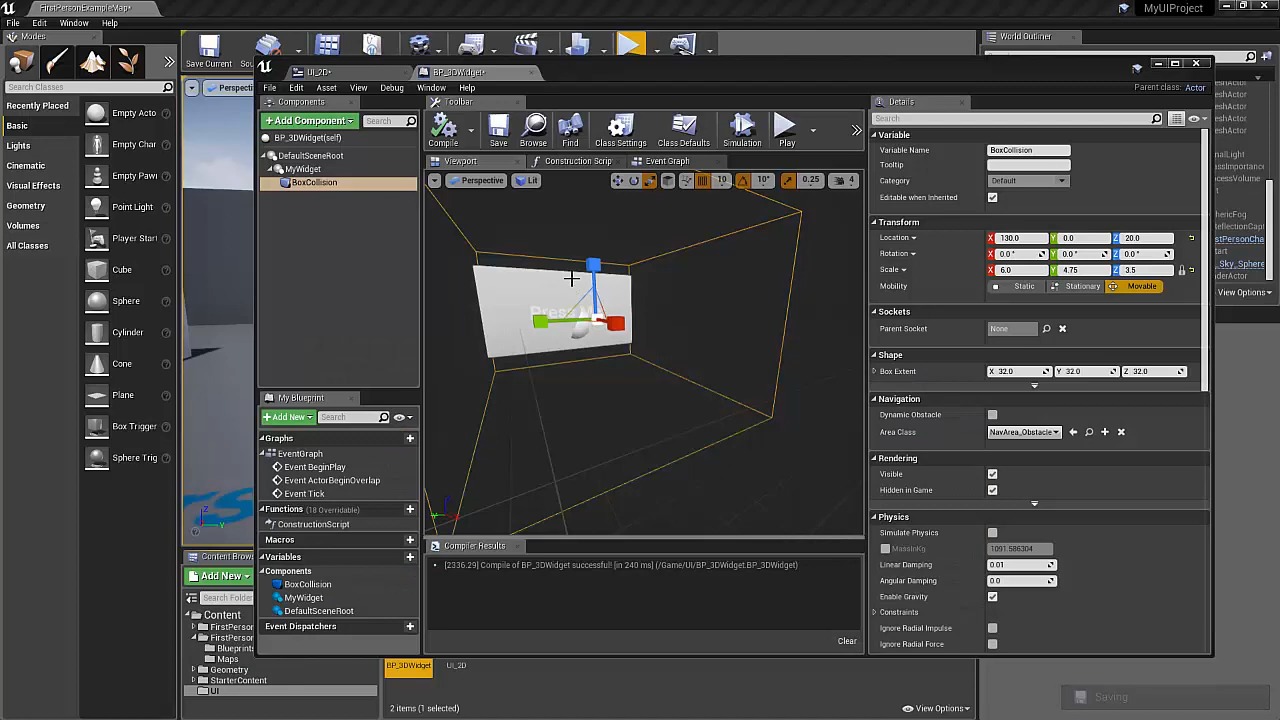 FirstPersonExampleMap*
MyUIProject
File Edit Window Help
Modes
Search Classes
Recently Placed
Basic
Lights
Cinematic
Visual Effects
Geometry
Volumes
All Classes
Empty Acto
Empty Char
Empty Pawn
Point Light
Player Start
Cube
Sphere
Cylinder
Cone
Plane
Box Trigger
Sphere Trig
Save Current
World Outliner
UI_2D*
BP_3DWidget*
File Edit Asset View Debug Window Help
Parent class: Actor
Components
+Add Component
Search
BP_3DWidget(self)
DefaultSceneRoot
MyWidget
BoxCollision
My Blueprint
+Add New
Search
Graphs
EventGraph
Event BeginPlay
Event ActorBeginOverlap
Event Tick
Functions (18 Overridable)
ConstructionScript
Macros
Variables
Components
BoxCollision
MyWidget
DefaultSceneRoot
Event Dispatchers
Toolbar
Compile Save Browse Find Class Settings Class Defaults Simulation Play
Viewport Construction Scrip Event Graph
Perspective Lit 10 10° 0.25 4
Compiler Results
[2336.29] Compile of BP_3DWidget successful! [in 240 ms] (/Game/UI/BP_3DWidget.BP_3DWidget)
Clear
Details
Search
Variable
Variable Name BoxCollision
Tooltip
Category Default
Editable when Inherited
Transform
Location X 130.0 Y 0.0 Z 20.0
Rotation X 0.0 ° Y 0.0 ° Z 0.0 °
Scale X 6.0 Y 4.75 Z 3.5
Mobility Static Stationary Movable
Sockets
Parent Socket None
Shape
Box Extent X 32.0 Y 32.0 Z 32.0
Navigation
Dynamic Obstacle
Area Class NavArea_Obstacle
Rendering
Visible
Hidden in Game
Physics
Simulate Physics
MassInKg 1091.586304
Linear Damping 0.01
Angular Damping 0.0
Enable Gravity
Constraints
Ignore Radial Impulse
Ignore Radial Force
View Options
Content Brows
Add New
Search Folders
Content
FirstPerson
FirstPerson
Blueprints
Maps
Geometry
StarterContent
UI
BP_3DWidget UI_2D
2 items (1 selected)
View Options
Saving